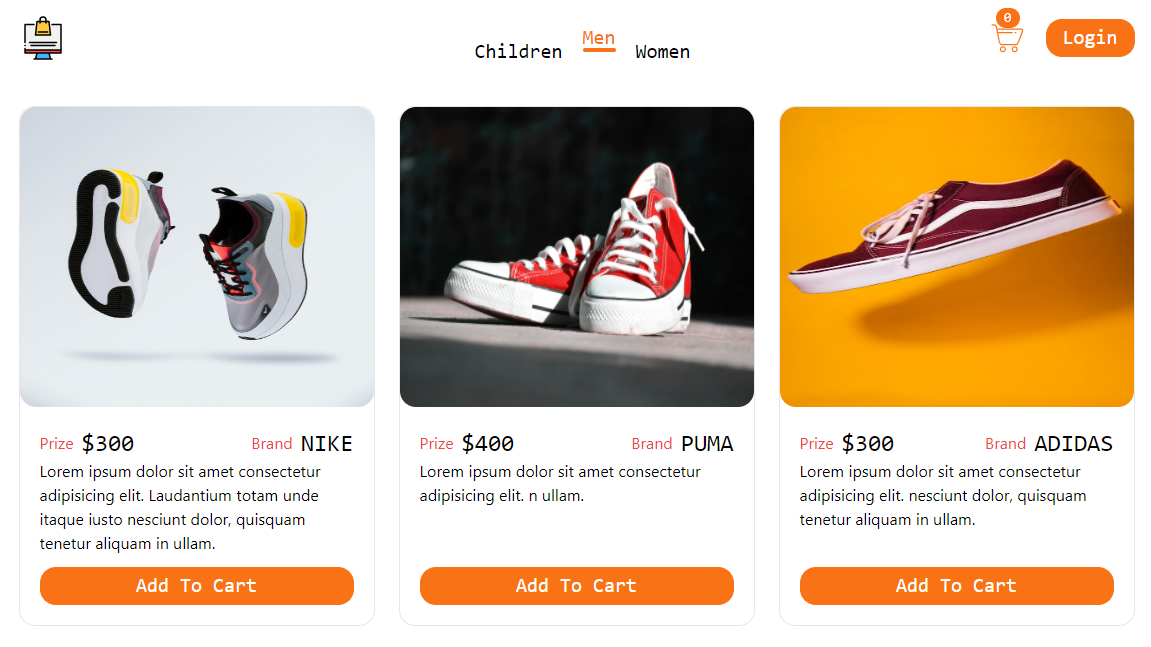 0
Men
Login
Children
Women
Prize $300 Brand NIKE
Lorem ipsum dolor sit amet consectetur
adipisicing elit. Laudantium totam unde
itaque iusto nesciunt dolor, quisquam
tenetur aliquam in ullam.
Add To Cart
Prize $400 Brand PUMA
Lorem ipsum dolor sit amet consectetur
adipisicing elit. n ullam.
Add To Cart
Prize $300 Brand ADIDAS
Lorem ipsum dolor sit amet consectetur
adipisicing elit. nesciunt dolor, quisquam
tenetur aliquam in ullam.
Add To Cart